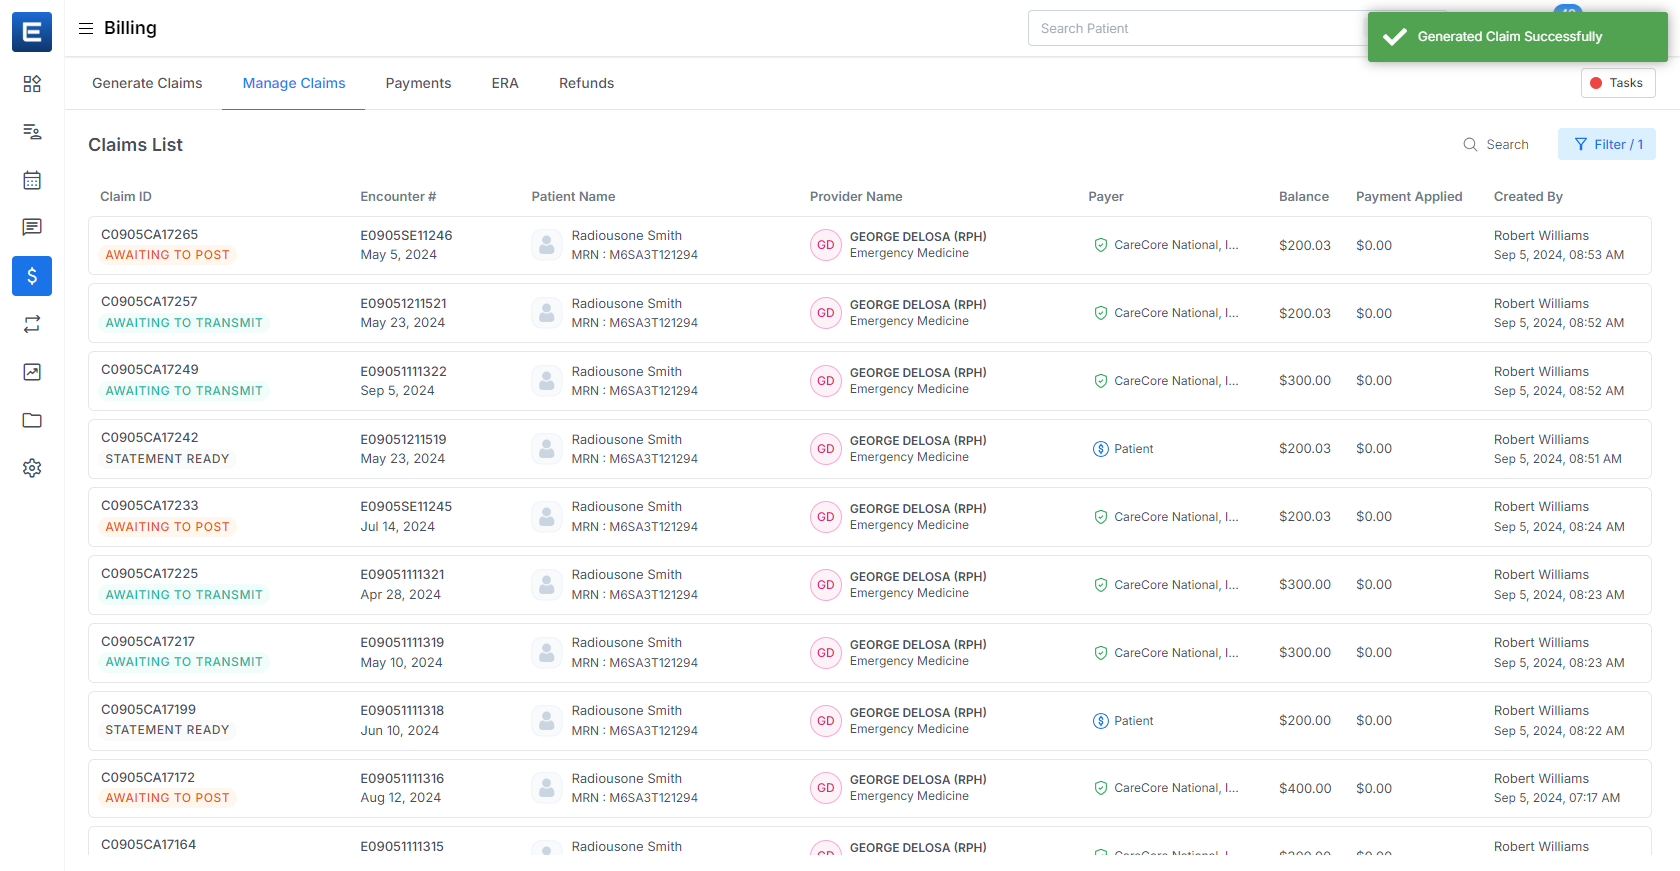 E
Billing
Search Patient
Generated Claim Successfully
Generate Claims
Manage Claims
Payments
ERA
Refunds
Tasks
Claims List
Search
Filter / 1
Claim ID
Encounter #
Patient Name
Provider Name
Payer
Balance
Payment Applied
Created By
C0905CA17265
AWAITING TO POST
E0905SE11246
May 5, 2024
Radiousone Smith
MRN : M6SA3T121294
GD
GEORGE DELOSA (RPH)
Emergency Medicine
CareCore National, I...
$200.03
$0.00
Robert Williams
Sep 5, 2024, 08:53 AM
C0905CA17257
AWAITING TO TRANSMIT
E09051211521
May 23, 2024
Radiousone Smith
MRN : M6SA3T121294
GD
GEORGE DELOSA (RPH)
Emergency Medicine
CareCore National, I...
$200.03
$0.00
Robert Williams
Sep 5, 2024, 08:52 AM
C0905CA17249
AWAITING TO TRANSMIT
E09051111322
Sep 5, 2024
Radiousone Smith
MRN : M6SA3T121294
GD
GEORGE DELOSA (RPH)
Emergency Medicine
CareCore National, I...
$300.00
$0.00
Robert Williams
Sep 5, 2024, 08:52 AM
C0905CA17242
STATEMENT READY
E09051211519
May 23, 2024
Radiousone Smith
MRN : M6SA3T121294
GD
GEORGE DELOSA (RPH)
Emergency Medicine
Patient
$200.03
$0.00
Robert Williams
Sep 5, 2024, 08:51 AM
C0905CA17233
AWAITING TO POST
E0905SE11245
Jul 14, 2024
Radiousone Smith
MRN : M6SA3T121294
GD
GEORGE DELOSA (RPH)
Emergency Medicine
CareCore National, I...
$200.03
$0.00
Robert Williams
Sep 5, 2024, 08:24 AM
C0905CA17225
AWAITING TO TRANSMIT
E09051111321
Apr 28, 2024
Radiousone Smith
MRN : M6SA3T121294
GD
GEORGE DELOSA (RPH)
Emergency Medicine
CareCore National, I...
$300.00
$0.00
Robert Williams
Sep 5, 2024, 08:23 AM
C0905CA17217
AWAITING TO TRANSMIT
E09051111319
May 10, 2024
Radiousone Smith
MRN : M6SA3T121294
GD
GEORGE DELOSA (RPH)
Emergency Medicine
CareCore National, I...
$300.00
$0.00
Robert Williams
Sep 5, 2024, 08:23 AM
C0905CA17199
STATEMENT READY
E09051111318
Jun 10, 2024
Radiousone Smith
MRN : M6SA3T121294
GD
GEORGE DELOSA (RPH)
Emergency Medicine
Patient
$200.00
$0.00
Robert Williams
Sep 5, 2024, 08:22 AM
C0905CA17172
AWAITING TO POST
E09051111316
Aug 12, 2024
Radiousone Smith
MRN : M6SA3T121294
GD
GEORGE DELOSA (RPH)
Emergency Medicine
CareCore National, I...
$400.00
$0.00
Robert Williams
Sep 5, 2024, 07:17 AM
C0905CA17164
E09051111315
Radiousone Smith
GD
GEORGE DELOSA (RPH)
CareCore National, I...
$0.00
Robert Williams